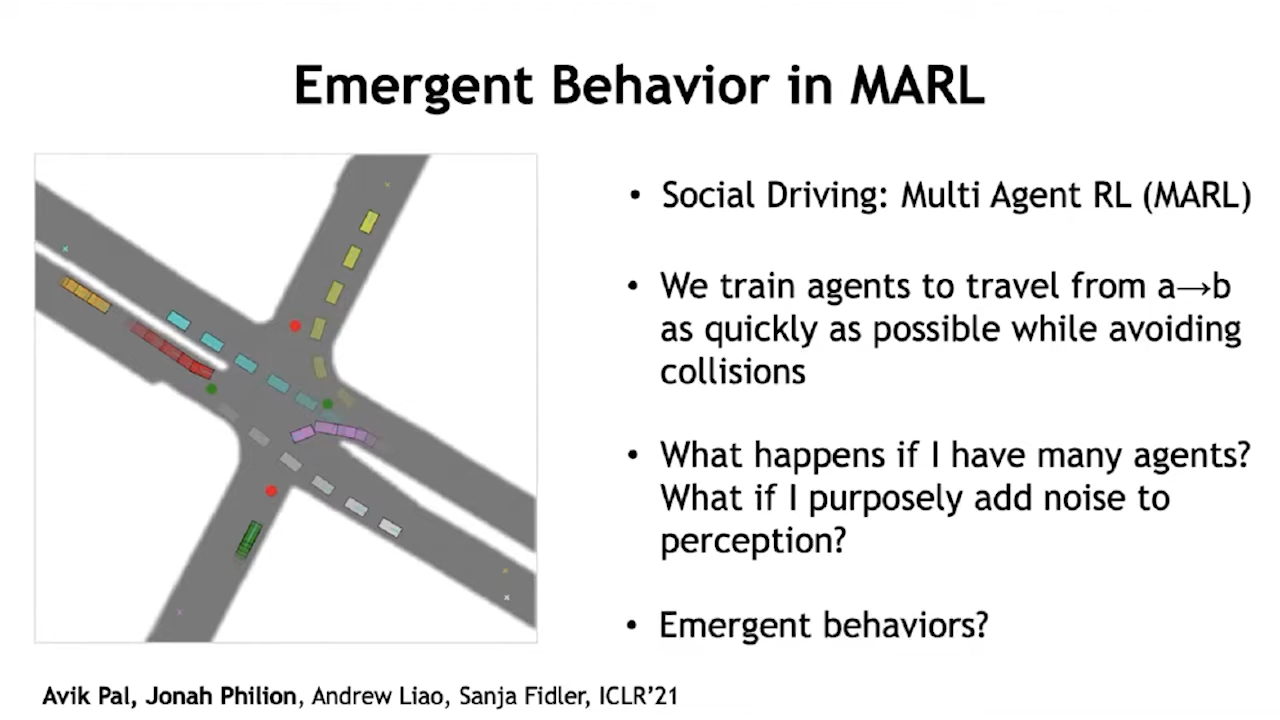 Emergent Behavior in MARL
• Social Driving: Multi Agent RL (MARL)
• We train agents to travel from a→b
as quickly as possible while avoiding
collisions
• What happens if I have many agents?
What if I purposely add noise to
perception?
• Emergent behaviors?
Avik Pal, Jonah Philion, Andrew Liao, Sanja Fidler, ICLR’21